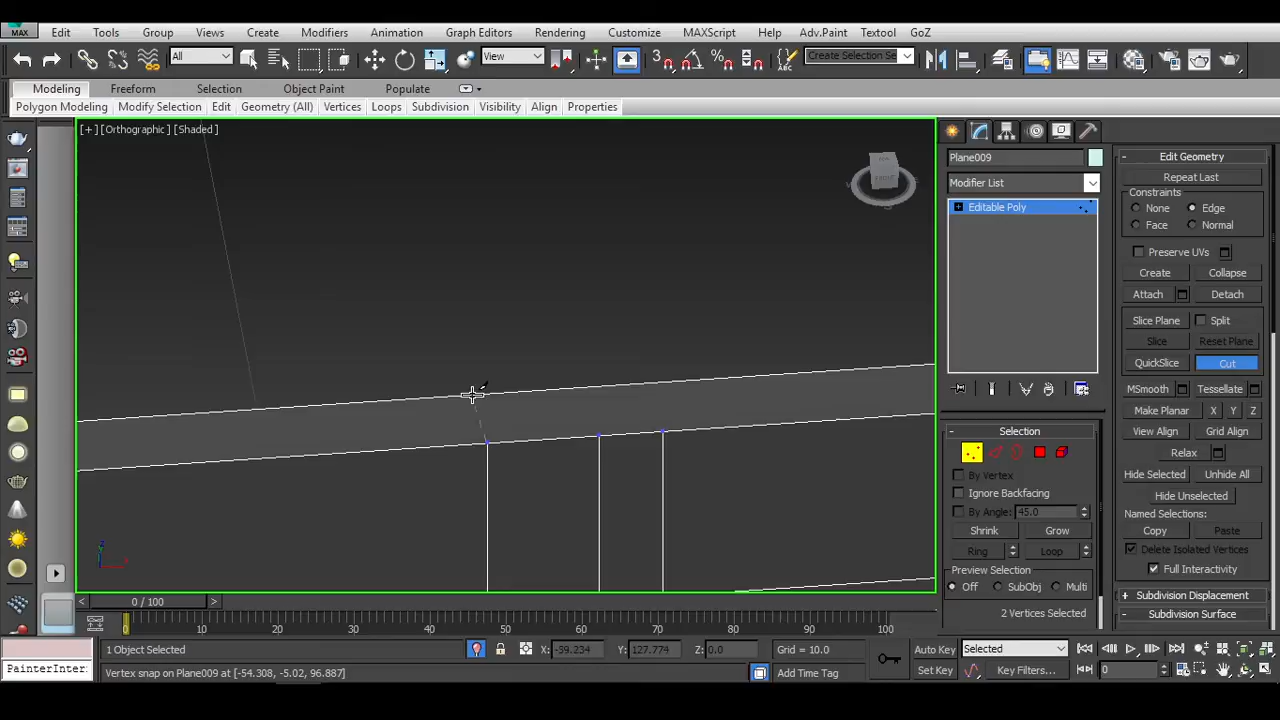 MAX Edit Tools Group Views Create Modifiers Animation Graph Editors Rendering Customize MAXScript Help Adv.Paint Textool GoZ
All View Create Selection Se
Modeling Freeform Selection Object Paint Populate
Polygon Modeling Modify Selection Edit Geometry (All) Vertices Loops Subdivision Visibility Align Properties
[+] [Orthographic] [Shaded]
Plane009
Modifier List
Editable Poly
- Edit Geometry
Repeat Last
Constraints
None Edge
Face Normal
Preserve UVs
Create Collapse
Attach Detach
Slice Plane Split
Slice Reset Plane
QuickSlice Cut
MSmooth Tessellate
Make Planar X Y Z
View Align Grid Align
Relax
Hide Selected Unhide All
Hide Unselected
Named Selections:
Copy Paste
Delete Isolated Vertices
Full Interactivity
+ Subdivision Displacement
- Subdivision Surface
- Selection
By Vertex
Ignore Backfacing
By Angle: 45.0
Shrink Grow
Ring Loop
Preview Selection
Off SubObj Multi
2 Vertices Selected
< 0 / 100 >
0 10 20 30 40 50 60 70 80 90 100
1 Object Selected X: -59.234 Y: 127.774 Z: 0.0 Grid = 10.0 Auto Key Selected
PainterInter Vertex snap on Plane009 at [-54.308, -5.02, 96.887] Add Time Tag Set Key Key Filters... 0